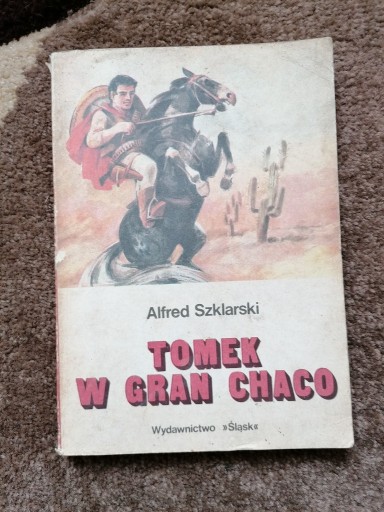 Alfred Szklarski
TOMEK
W GRAN CHACO
Wydawnictwo »Śląsk«